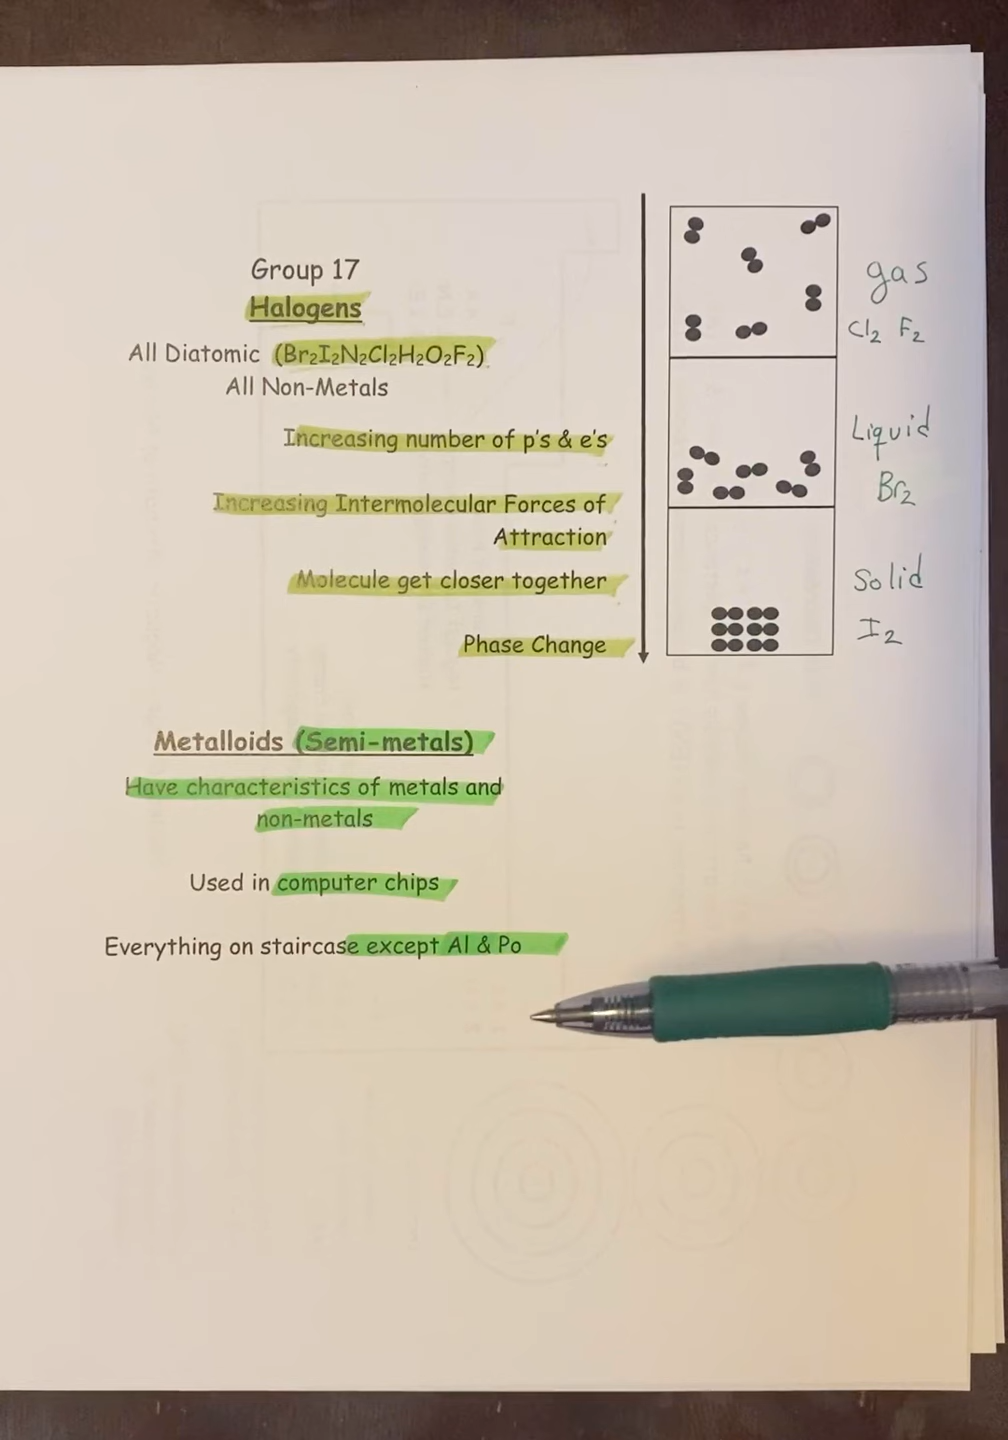 Group 17
Halogens
All Diatomic (Br₂I₂N₂Cl₂H₂O₂F₂)
All Non-Metals
Increasing number of p's & e's
Increasing Intermolecular Forces of
Attraction
Molecule get closer together
Phase Change
gas
Cl₂ F₂
Liquid
Br₂
Solid
I₂
Metalloids (Semi-metals)
Have characteristics of metals and
non-metals
Used in computer chips
Everything on staircase except Al & Po